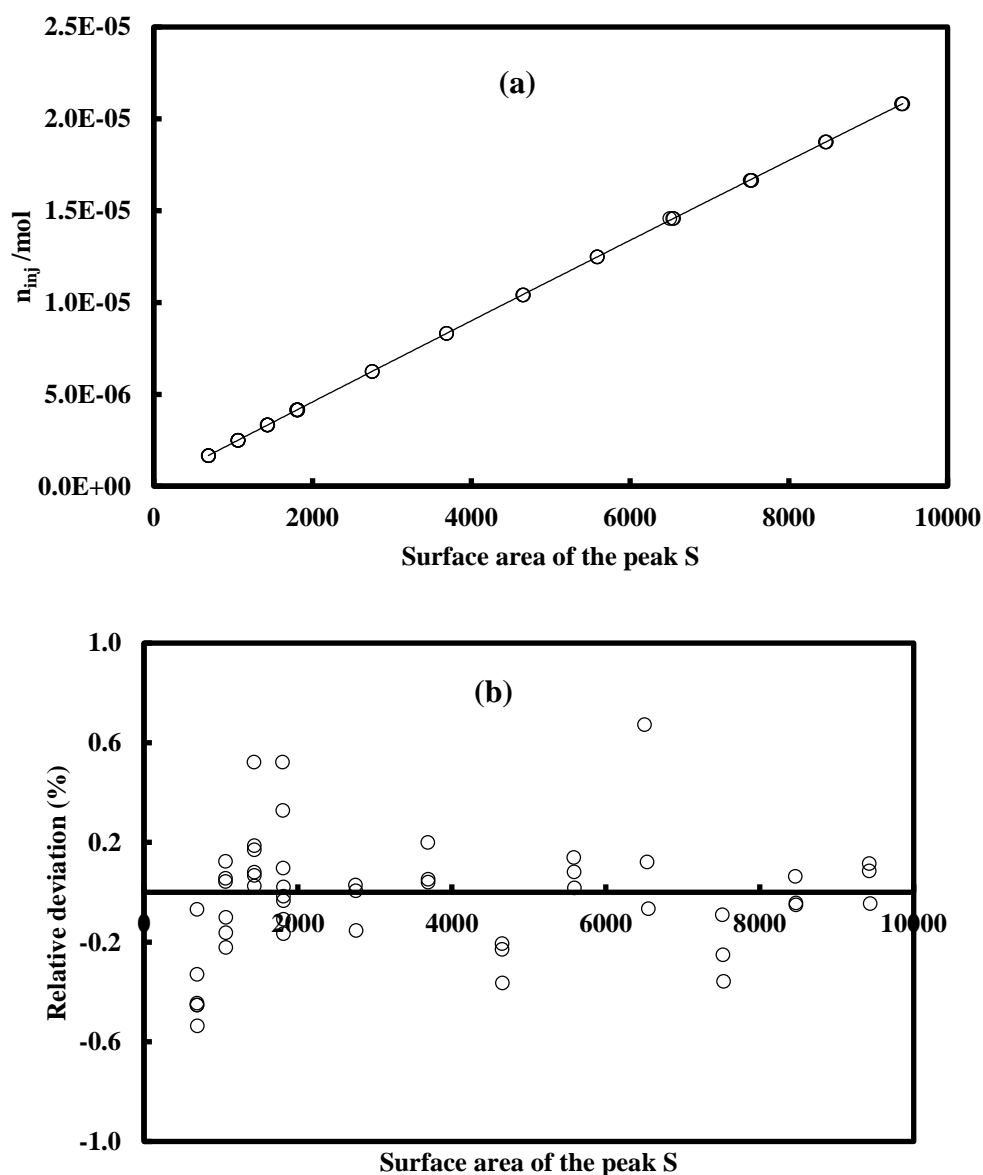 2.5E-05
(a)
2.0E-05
1.5E-05
n_inj /mol
1.0E-05
5.0E-06
0.0E+00
0 2000 4000 6000 8000 10000
Surface area of the peak S
1.0
(b)
0.6
Relative deviation (%)
0.2
0 2000 4000 6000 8000 10000
-0.2
-0.6
-1.0
Surface area of the peak S